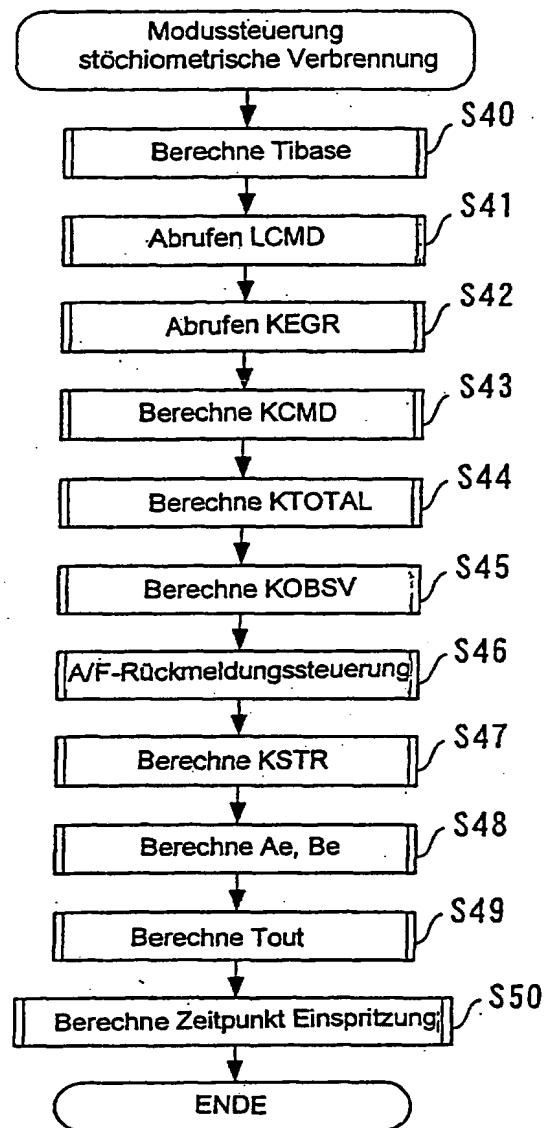 Modussteuerung
stöchiometrische Verbrennung
S40
Berechne Tibase
S41
Abrufen LCMD
S42
Abrufen KEGR
S43
Berechne KCMD
S44
Berechne KTOTAL
S45
Berechne KOBSV
S46
A/F-Rückmeldungssteuerung
S47
Berechne KSTR
S48
Berechne Ae, Be
S49
Berechne Tout
S50
Berechne Zeitpunkt Einspritzung
ENDE